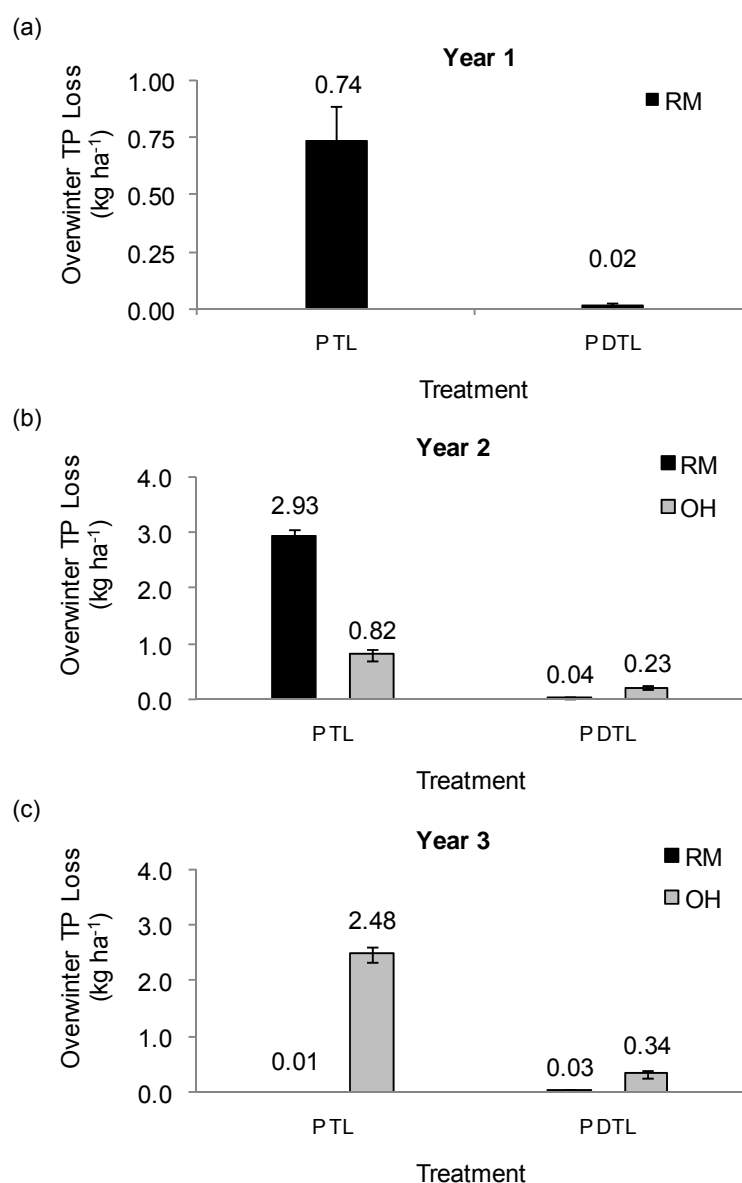 (a)
Year 1
Overwinter TP Loss
(kg ha-1)
1.00
0.75
0.50
0.25
0.00
0.74
0.02
RM
PTL
PDTL
Treatment
(b)
Year 2
Overwinter TP Loss
(kg ha-1)
4.0
3.0
2.0
1.0
0.0
2.93
0.82
0.04
0.23
RM
OH
PTL
PDTL
Treatment
(c)
Year 3
Overwinter TP Loss
(kg ha-1)
4.0
3.0
2.0
1.0
0.0
0.01
2.48
0.03
0.34
RM
OH
PTL
PDTL
Treatment